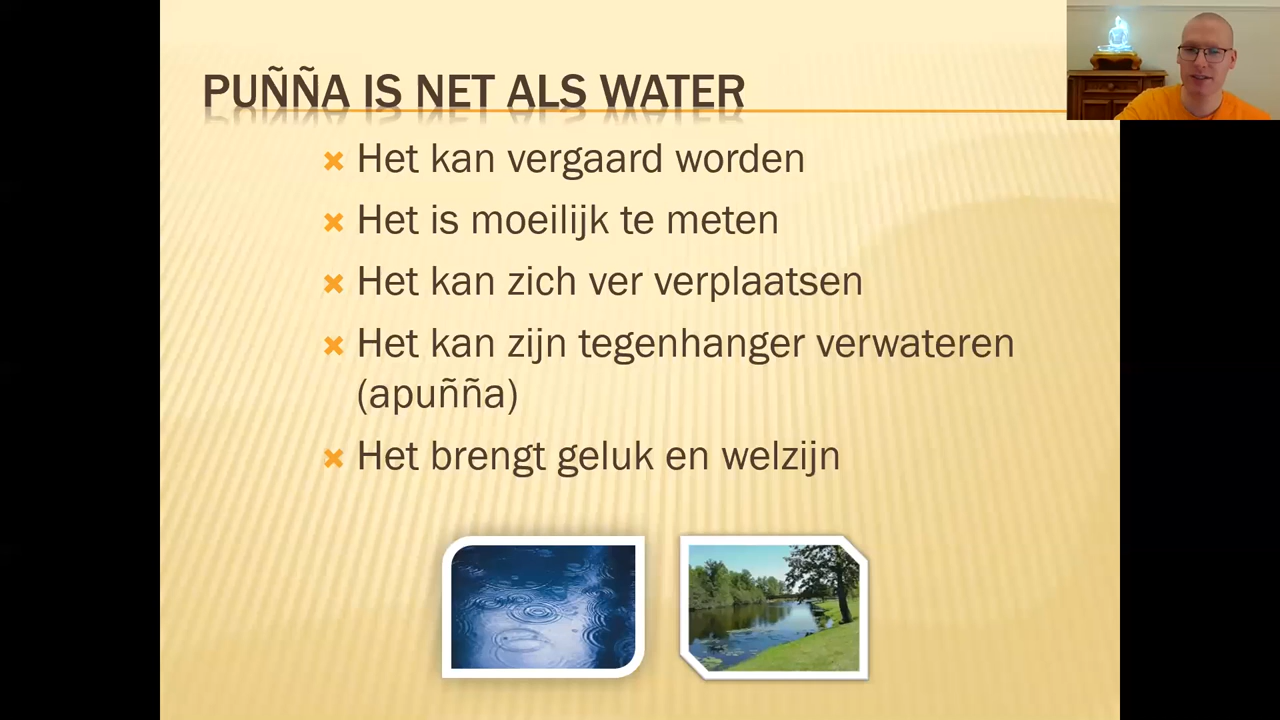 PUÑÑA IS NET ALS WATER
Het kan vergaard worden
Het is moeilijk te meten
Het kan zich ver verplaatsen
Het kan zijn tegenhanger verwateren
(apuñña)
Het brengt geluk en welzijn